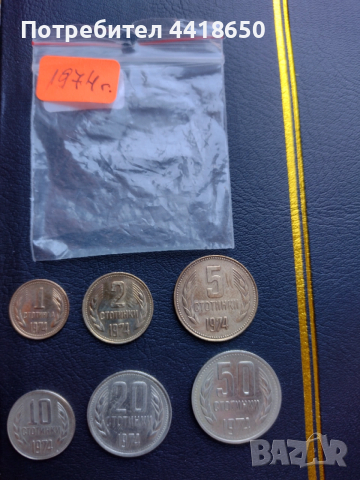 Потребител 4418650
1974г.
1
СТОТИНКА
1974
2
СТОТИНКИ
1974
5
СТОТИНКИ
1974
10
СТОТИНКИ
1974
20
СТОТИНКИ
1974
50
СТОТИНКИ
1974
BAZAR